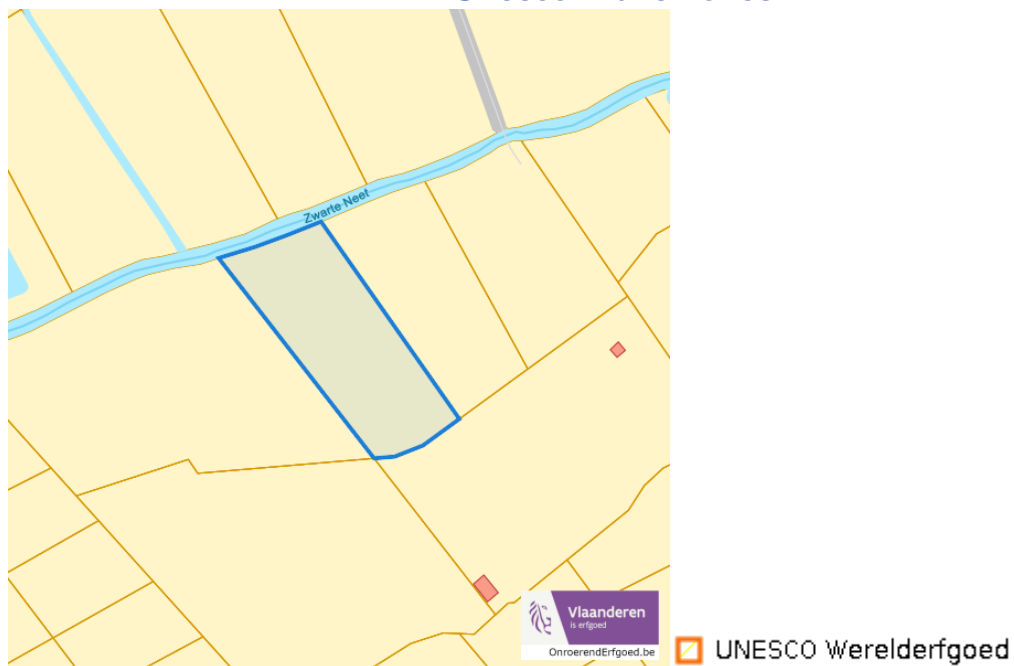 Zwarte Neet
Vlaanderen
is erfgoed
OnroerendErfgoed.be
UNESCO Werelderfgoed